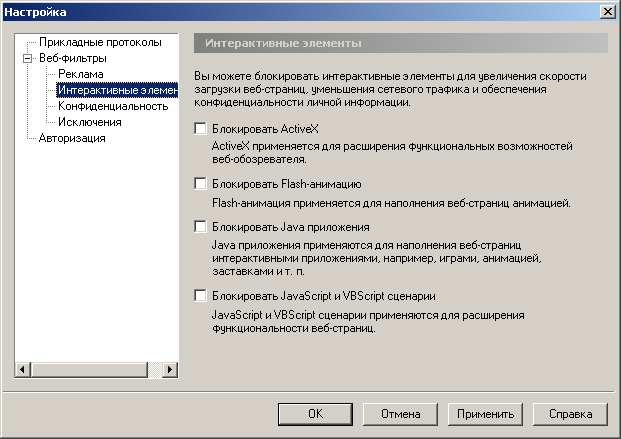 Настройка
Прикладные протоколы
Веб-фильтры
Реклама
Интерактивные элемен
Конфиденциальность
Исключения
Авторизация
Интерактивные элементы
Вы можете блокировать интерактивные элементы для увеличения скорости
загрузки веб-страниц, уменьшения сетевого трафика и обеспечения
конфиденциальности личной информации.
Блокировать ActiveX
ActiveX применяется для расширения функциональных возможностей
веб-обозревателя.
Блокировать Flash-анимацию
Flash-анимация применяется для наполнения веб-страниц анимацией.
Блокировать Java приложения
Java приложения применяются для наполнения веб-страниц
интерактивными приложениями, например, играми, анимацией,
заставками и т. п.
Блокировать JavaScript и VBScript сценарии
JavaScript и VBScript сценарии применяются для расширения
функциональности веб-страниц.
OK
Отмена
Применить
Справка